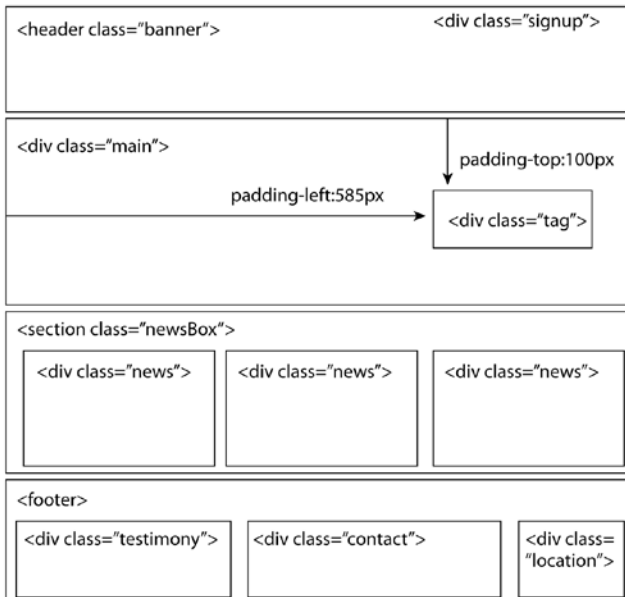 <header class="banner">
<div class="signup">
<div class="main">
padding-top:100px
padding-left:585px
<div class="tag">
<section class="newsBox">
<div class="news">
<div class="news">
<div class="news">
<footer>
<div class="testimony">
<div class="contact">
<div class=
"location">